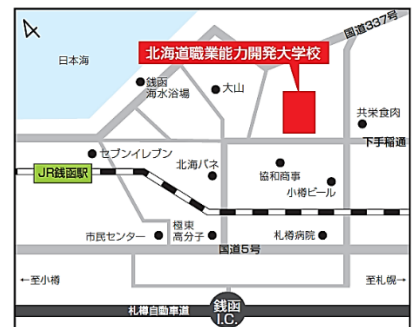 国道337号
北海道職業能力開発大学校
日本海
銭函
海水浴場
大山
共栄食肉
下手稲通
セブンイレブン
JR銭函駅
北海バネ
協和商事
小樽ビール
市民センター
極東
高分子
札樽病院
国道5号
←至小樽
至札幌→
札樽自動車道
銭函
I.C.